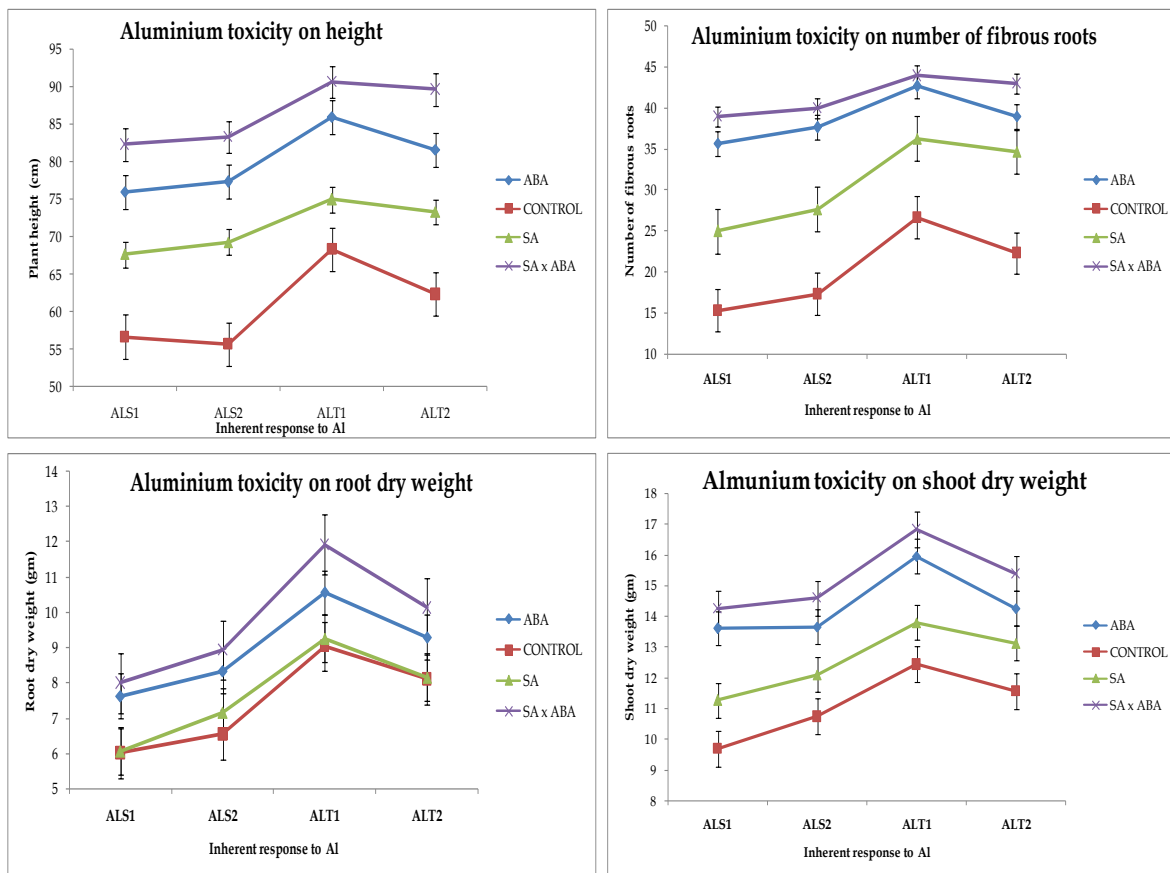 Aluminium toxicity on height
95
90
85
80
75
70
65
60
55
50
Plant height (cm)
ALS1 ALS2 ALT1 ALT2
Inherent response to Al
ABA
CONTROL
SA
SA x ABA
Aluminium toxicity on number of fibrous roots
50
45
40
35
30
25
20
15
10
Number of fibrous roots
ALS1 ALS2 ALT1 ALT2
Inherent response to Al
ABA
CONTROL
SA
SA x ABA
Aluminium toxicity on root dry weight
14
13
12
11
10
9
8
7
6
5
Root dry weight (gm)
ALS1 ALS2 ALT1 ALT2
Inherent response to Al
ABA
CONTROL
SA
SA x ABA
Almunium toxicity on shoot dry weight
18
17
16
15
14
13
12
11
10
9
8
Shoot dry weight (gm)
ALS1 ALS2 ALT1 ALT2
Inherent response to Al
ABA
CONTROL
SA
SA x ABA